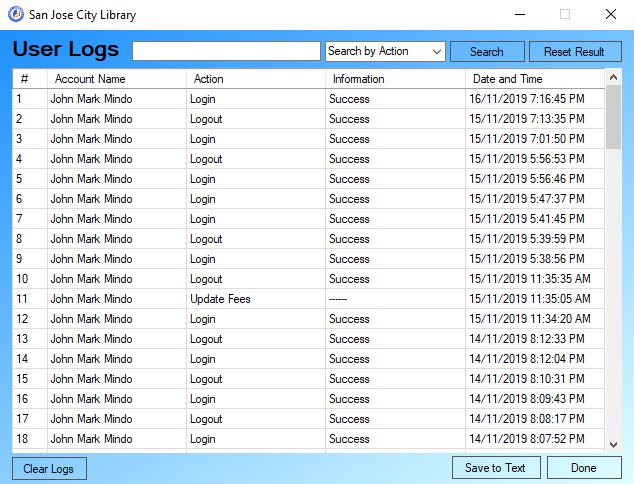 San Jose City Library
User Logs Search by Action Search Reset Result
# Account Name Action Information Date and Time
1 John Mark Mindo Login Success 16/11/2019 7:16:45 PM
2 John Mark Mindo Logout Success 15/11/2019 7:13:35 PM
3 John Mark Mindo Login Success 15/11/2019 7:01:50 PM
4 John Mark Mindo Logout Success 15/11/2019 5:56:53 PM
5 John Mark Mindo Login Success 15/11/2019 5:56:46 PM
6 John Mark Mindo Login Success 15/11/2019 5:47:37 PM
7 John Mark Mindo Login Success 15/11/2019 5:41:45 PM
8 John Mark Mindo Logout Success 15/11/2019 5:39:59 PM
9 John Mark Mindo Login Success 15/11/2019 5:38:56 PM
10 John Mark Mindo Logout Success 15/11/2019 11:35:35 AM
11 John Mark Mindo Update Fees ------ 15/11/2019 11:35:05 AM
12 John Mark Mindo Login Success 15/11/2019 11:34:20 AM
13 John Mark Mindo Logout Success 14/11/2019 8:12:33 PM
14 John Mark Mindo Login Success 14/11/2019 8:12:04 PM
15 John Mark Mindo Logout Success 14/11/2019 8:10:31 PM
16 John Mark Mindo Login Success 14/11/2019 8:09:43 PM
17 John Mark Mindo Logout Success 14/11/2019 8:08:17 PM
18 John Mark Mindo Login Success 14/11/2019 8:07:52 PM
Clear Logs Save to Text Done